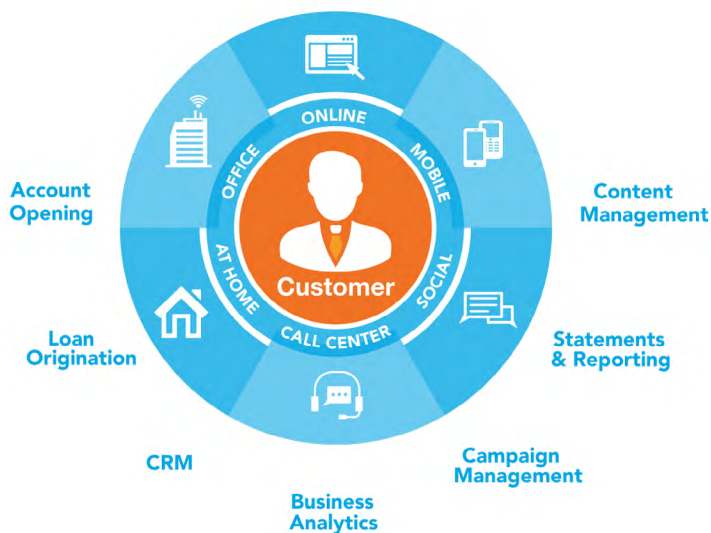 ONLINE
OFFICE
MOBILE
Account
Opening
Content
Management
AT HOME
SOCIAL
Customer
CALL CENTER
Loan
Origination
Statements
& Reporting
CRM
Campaign
Management
Business
Analytics